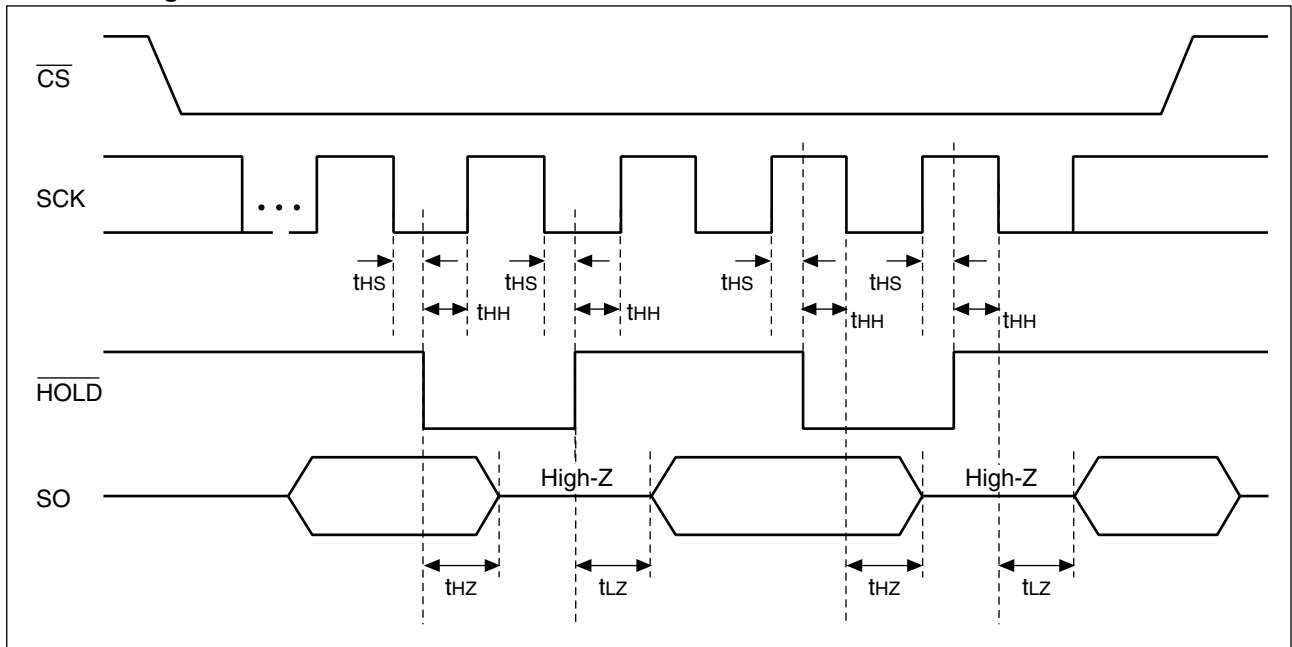 CS
SCK
• • •
tHS tHS tHS tHS
tHH tHH tHH tHH
HOLD
High-Z High-Z
SO
tHZ tLZ tHZ tLZ